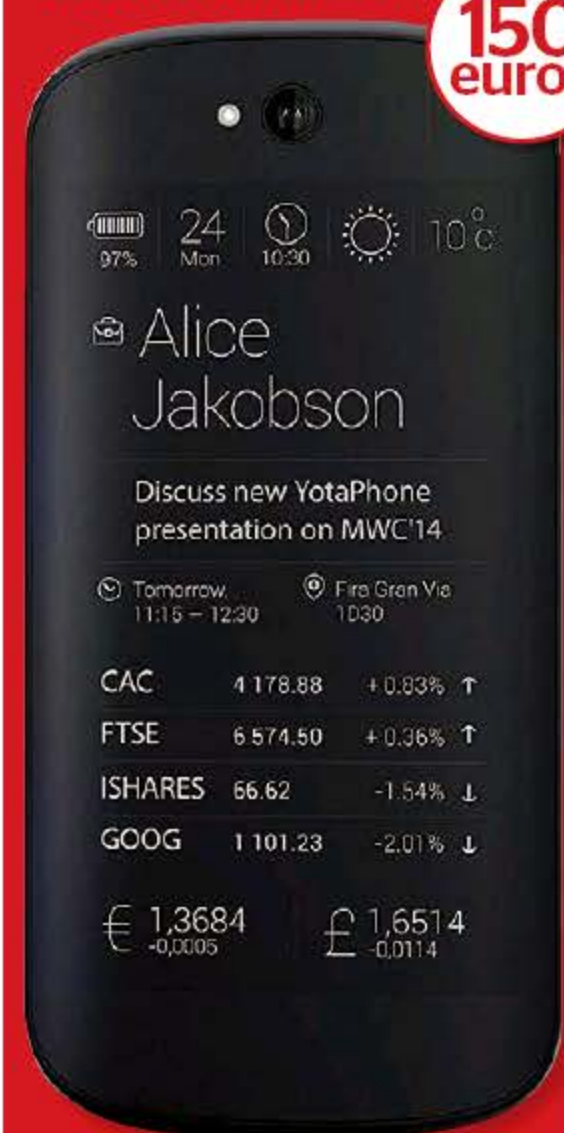 150
euro
97%
24
Mon
10:30
10°c
Alice
Jakobson
Discuss new YotaPhone
presentation on MWC'14
Tomorrow,
11:15 – 12:30
Fira Gran Via
1D30
CAC 4 178.88 +0.83% ↑
FTSE 6 574.50 +0.36% ↑
ISHARES 66.62 -1.54% ↓
GOOG 1 101.23 -2.01% ↓
€ 1,3684
-0,0005
£ 1,6514
-0,0114